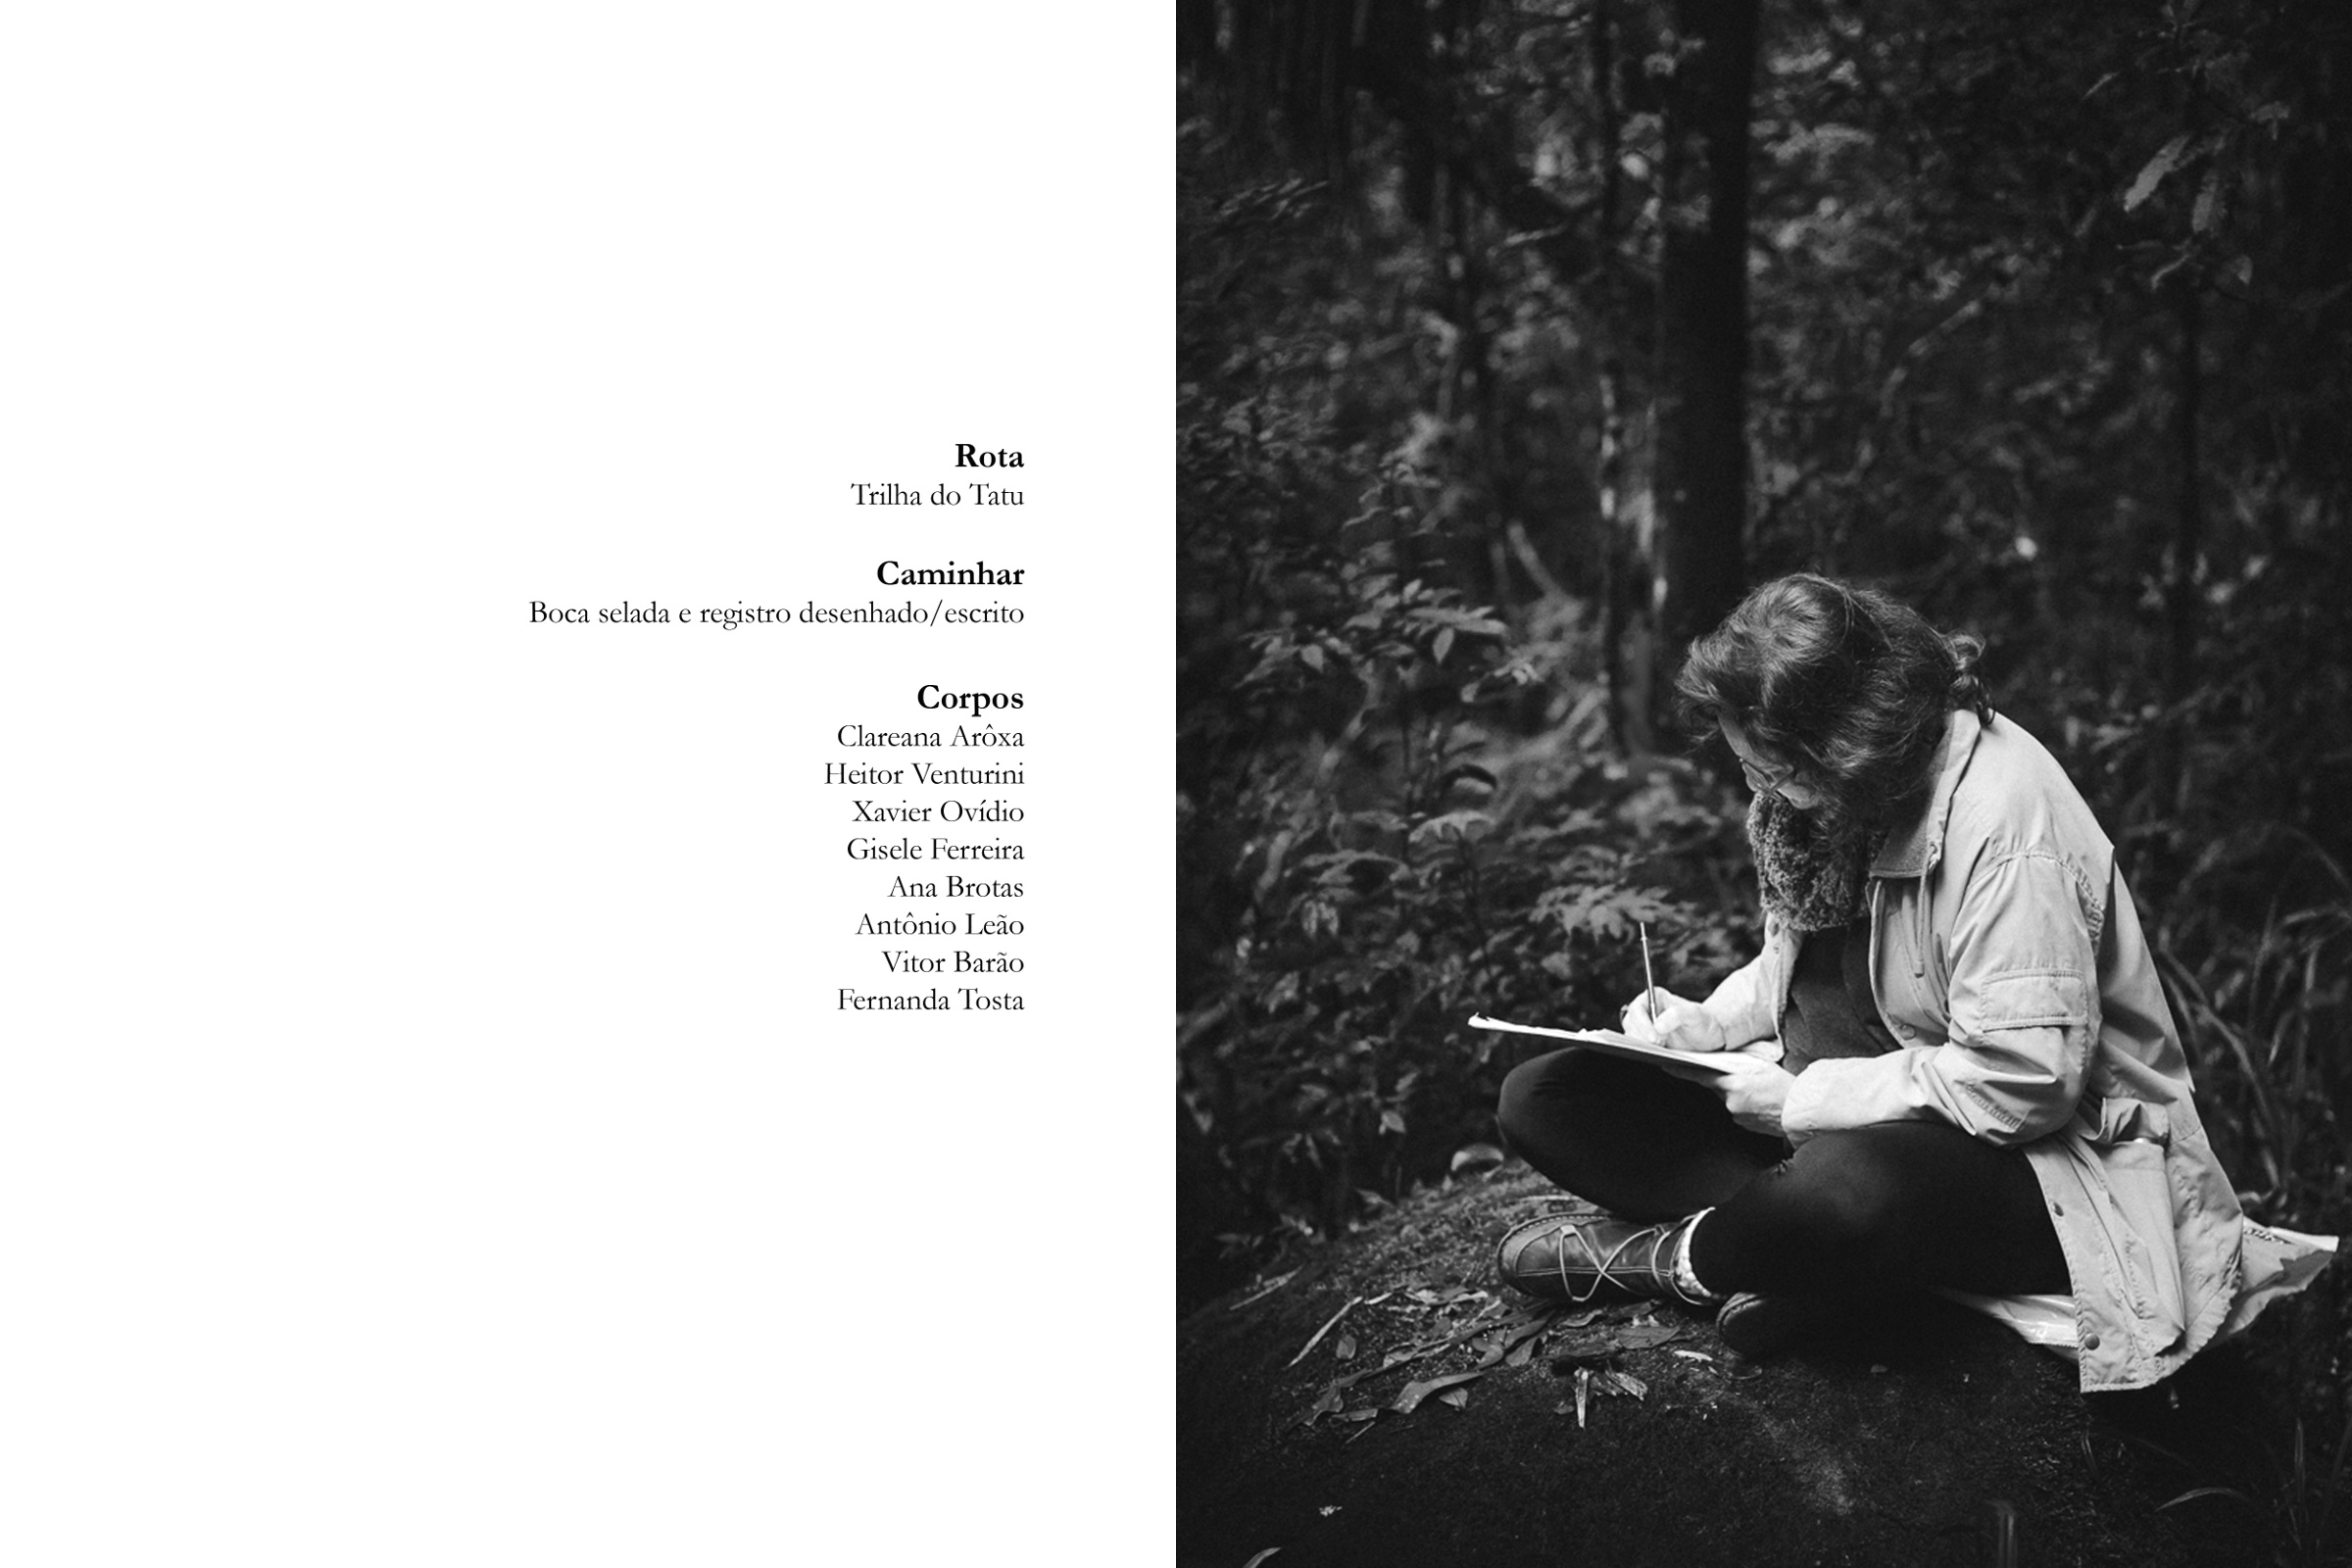 Rota
Trilha do Tatu
Caminhar
Boca selada e registro desenhado/escrito
Corpos
Clareana Arôxa
Heitor Venturini
Xavier Ovídio
Gisele Ferreira
Ana Brotas
Antônio Leão
Vitor Barão
Fernanda Tosta